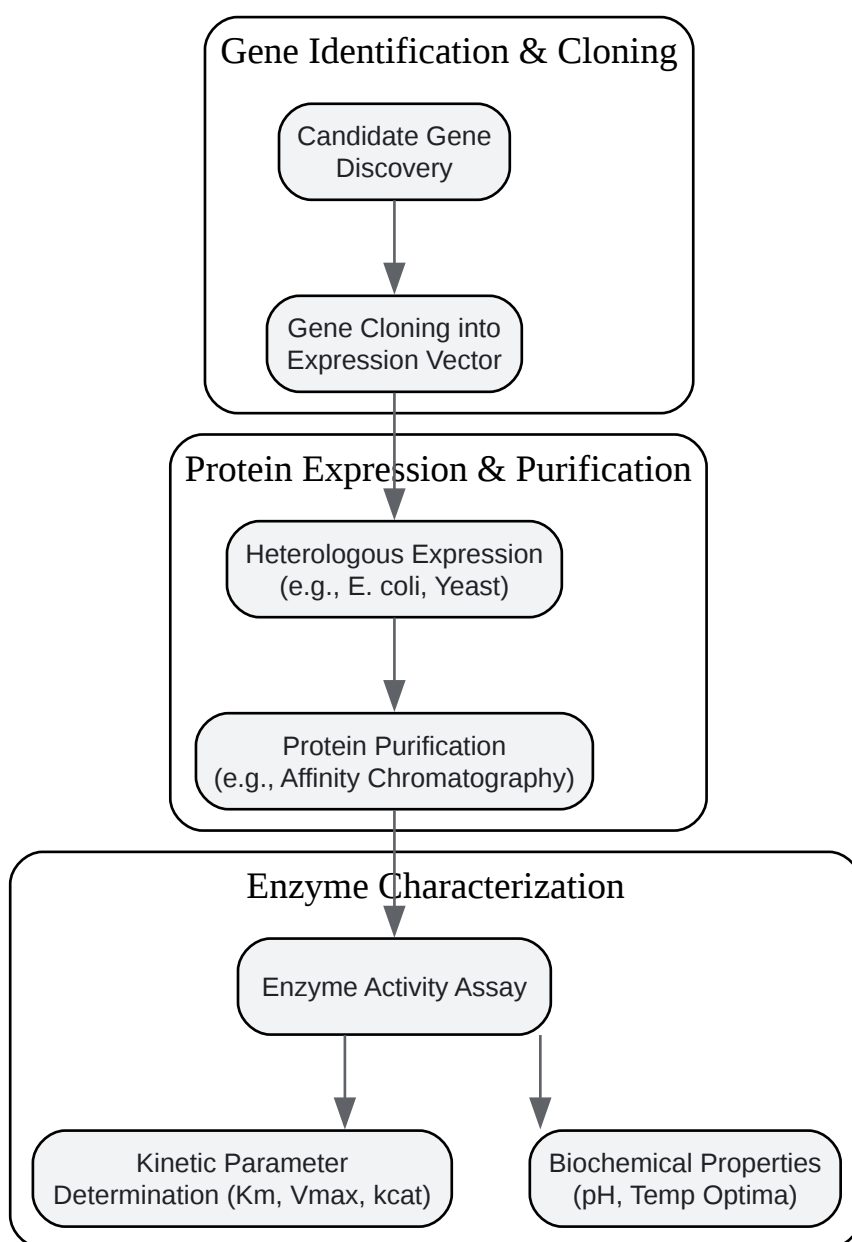 Gene Identification & Cloning
Candidate Gene
Discovery
Gene Cloning into
Expression Vector
Protein Expression & Purification
Heterologous Expression
(e.g., E. coli, Yeast)
Protein Purification
(e.g., Affinity Chromatography)
Enzyme Characterization
Enzyme Activity Assay
Kinetic Parameter
Determination (Km, Vmax, kcat)
Biochemical Properties
(pH, Temp Optima)